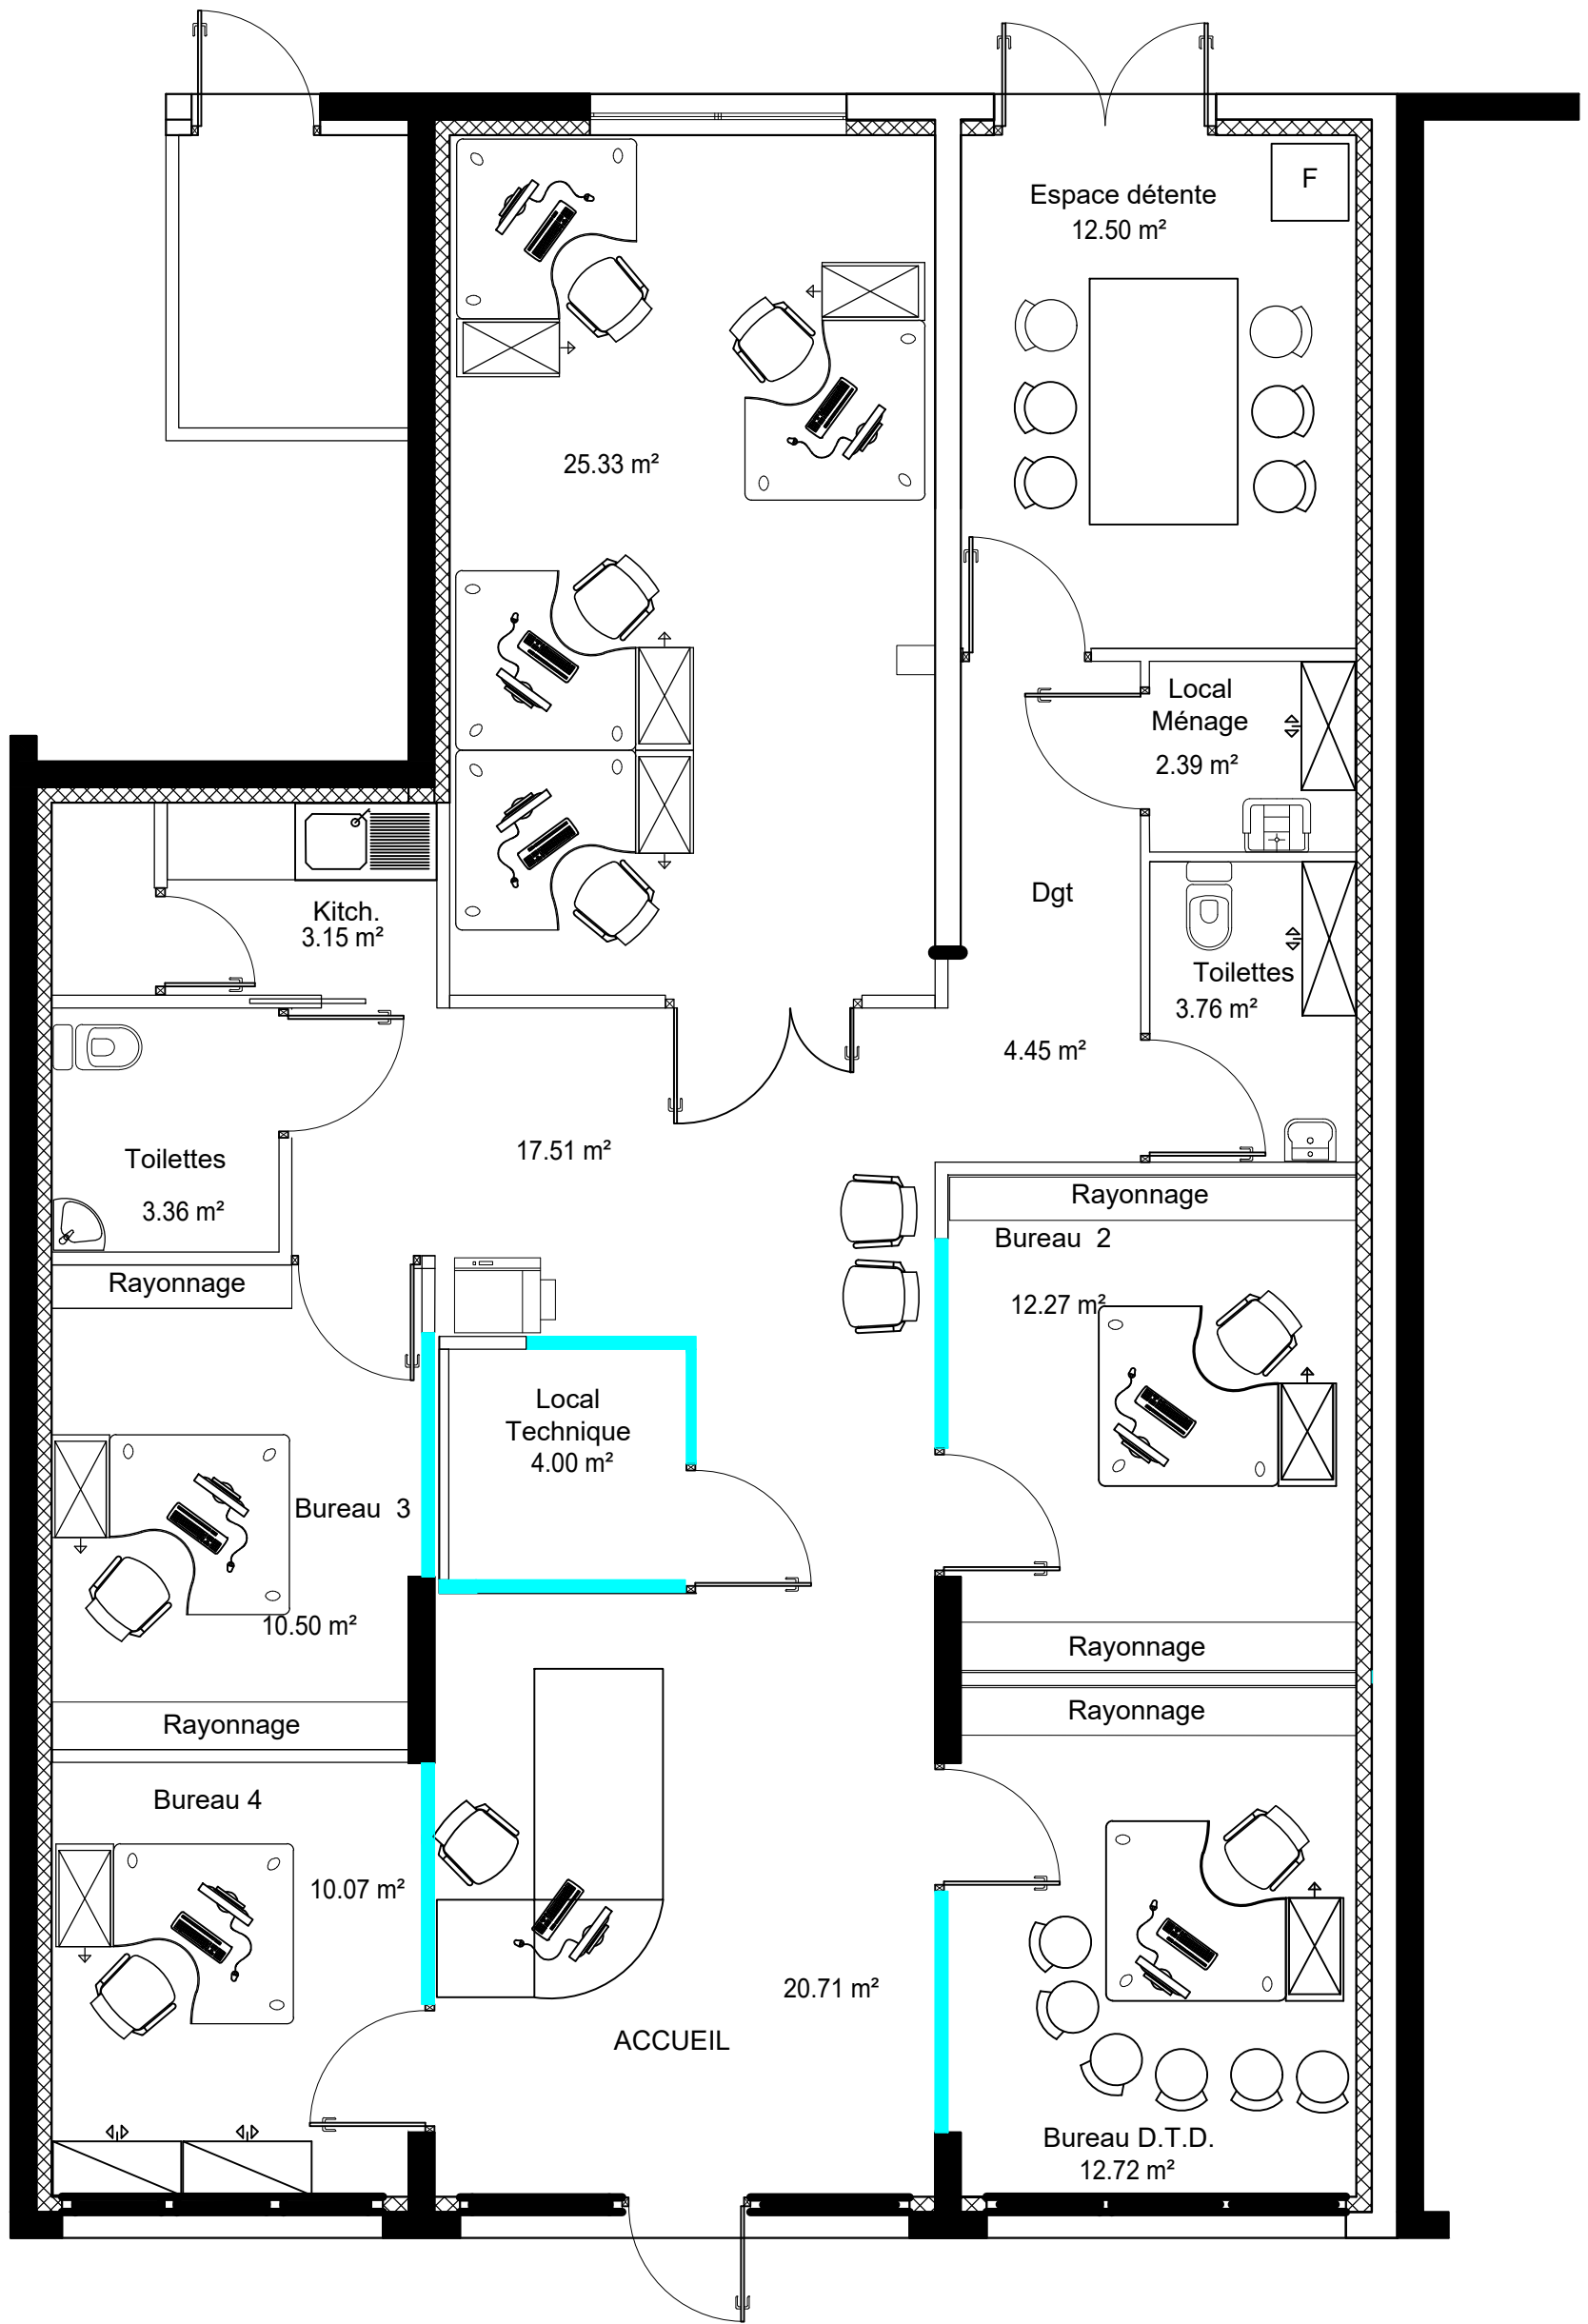 Espace détente
12.50 m²
F
25.33 m²
Local
Ménage
2.39 m²
Kitch.
3.15 m²
Dgt
Toilettes
3.76 m²
4.45 m²
17.51 m²
Toilettes
3.36 m²
Rayonnage
Rayonnage
Bureau 2
12.27 m²
Local
Technique
4.00 m²
Bureau 3
10.50 m²
Rayonnage
Rayonnage
Rayonnage
Bureau 4
10.07 m²
20.71 m²
ACCUEIL
Bureau D.T.D.
12.72 m²